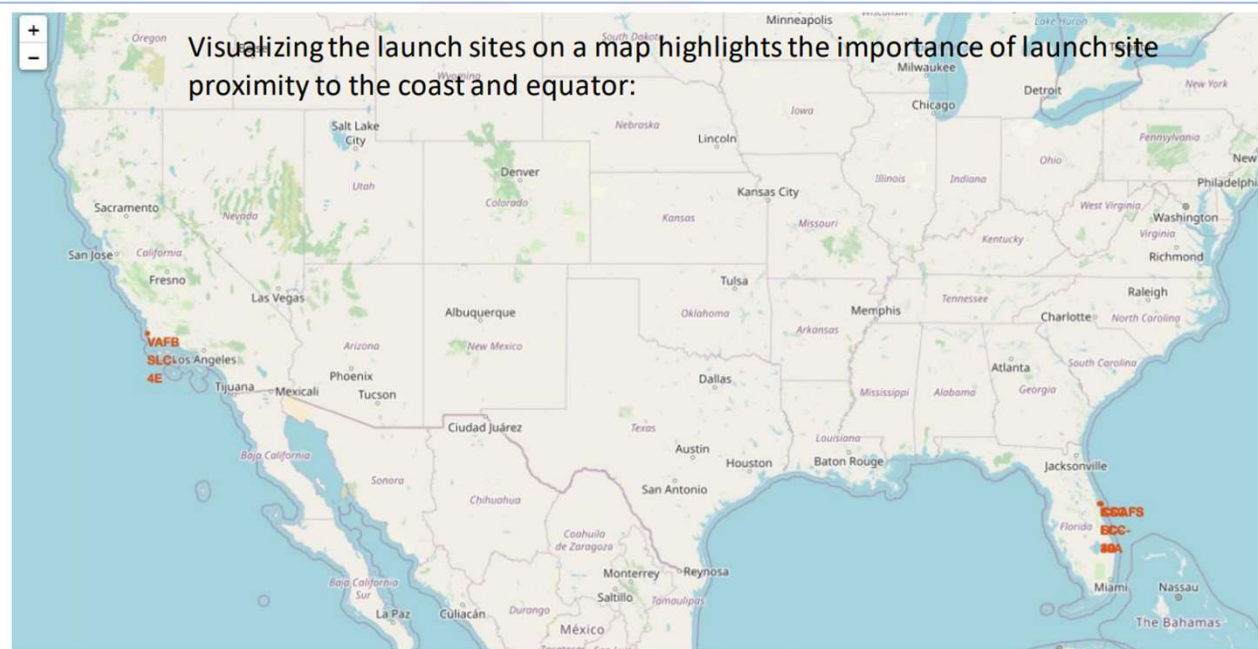 +
−
Visualizing the launch sites on a map highlights the importance of launch site
proximity to the coast and equator:
Oregon
South Dakota
Minneapolis
Wisconsin
Lake Huron
Wyoming
Milwaukee
Detroit
New York
Chicago
Iowa
Salt Lake
City
Nebraska
Lincoln
Pennsylvania
New
Denver
Ohio
Utah
Illinois
Indiana
Philadelphi
Kansas City
Colorado
Sacramento
Nevada
Kansas
Missouri
West Virginia
Washington
Virginia
San Jose
California
Kentucky
Richmond
Fresno
Las Vegas
Tulsa
Raleigh
Tennessee
Albuquerque
Oklahoma
Memphis
Charlotte
North Carolina
Arkansas
VAFB
SLC-
4E
Los Angeles
Arizona
New Mexico
Atlanta
South Carolina
Phoenix
Tijuana
Mexicali
Tucson
Dallas
Mississippi
Alabama
Georgia
Ciudad Juárez
Texas
Louisiana
Baja California
Austin
Houston
Baton Rouge
Jacksonville
Sonora
San Antonio
Chihuahua
Florida
Coahuila
de Zaragoza
Monterrey
Reynosa
Baja California
Sur
Saltillo
Tamaulipas
Miami
Nassau
La Paz
Culiacán
Durango
México
The Bahamas